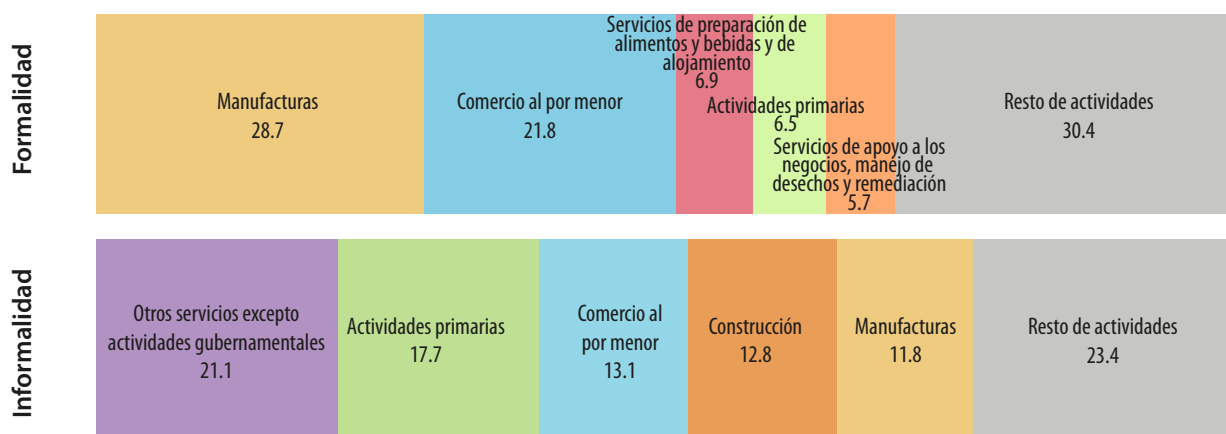 Formalidad
Manufacturas
28.7
Comercio al por menor
21.8
Servicios de preparación de
alimentos y bebidas y de
alojamiento
6.9
Actividades primarias
6.5
Servicios de apoyo a los
negocios, manejo de
desechos y remediación
5.7
Resto de actividades
30.4
Informalidad
Otros servicios excepto
actividades gubernamentales
21.1
Actividades primarias
17.7
Comercio al
por menor
13.1
Construcción
12.8
Manufacturas
11.8
Resto de actividades
23.4